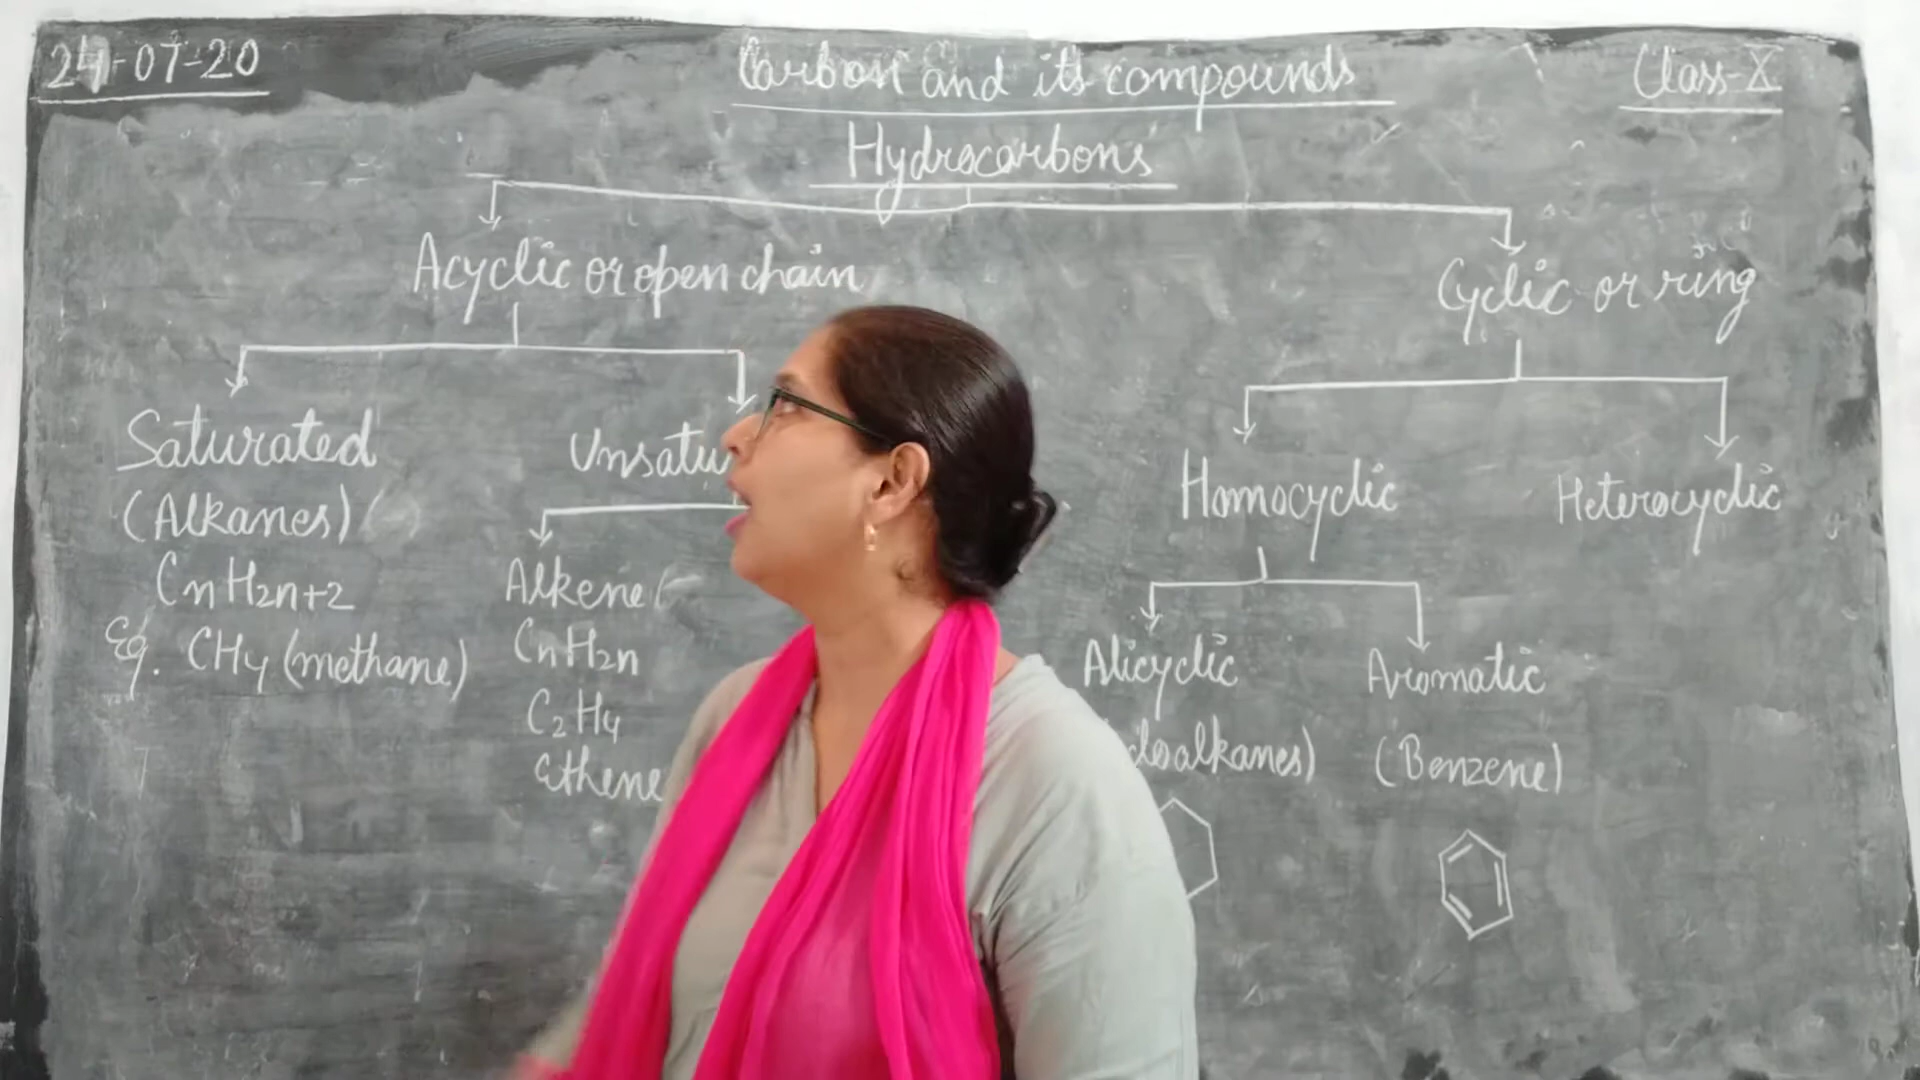 24-07-20
Carbon and its compounds
Class-X
Hydrocarbons
Acyclic or open chain
Cyclic or ring
Saturated
(Alkanes)
CnH2n+2
Eg. CH4 (methane)
Alkene
CnH2n
C2H4
Ethene
Homocyclic
Heterocyclic
Alicyclic
Aromatic
(Benzene)